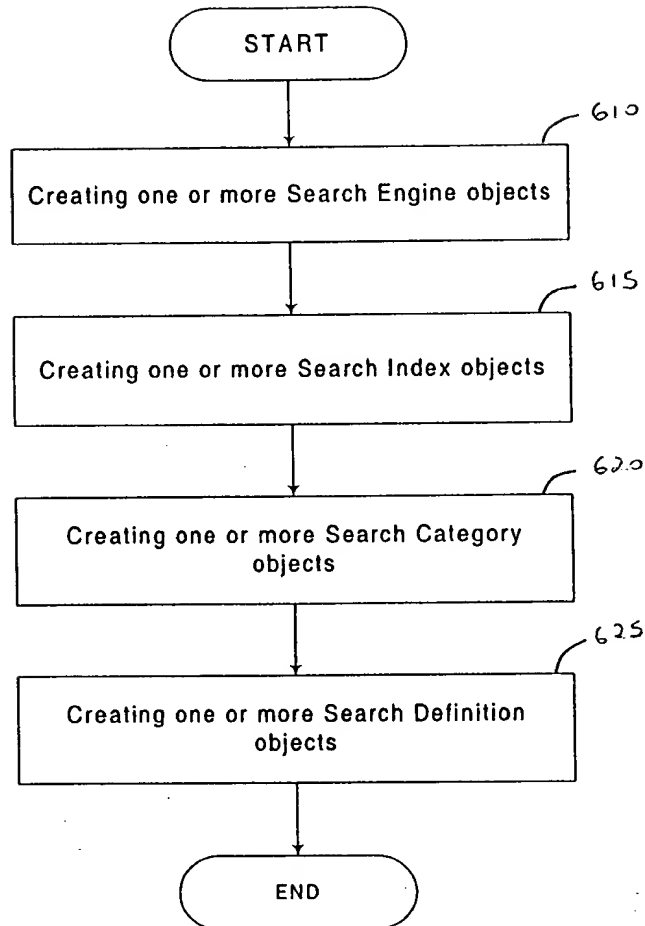 START
610
Creating one or more Search Engine objects
615
Creating one or more Search Index objects
620
Creating one or more Search Category
objects
625
Creating one or more Search Definition
objects
END